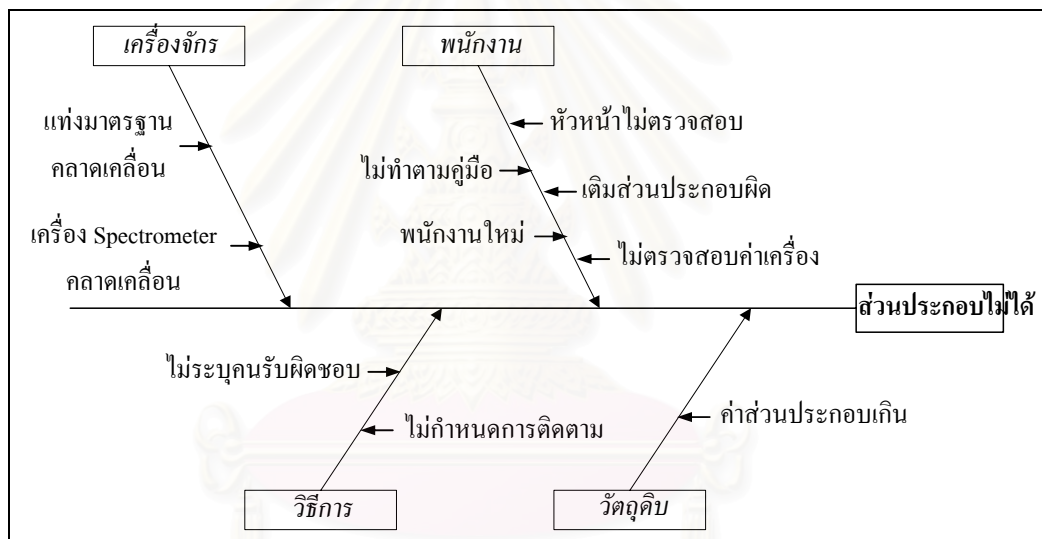 เครื่องจักร
พนักงาน
แท่งมาตรฐาน
คลาดเคลื่อน
เครื่อง Spectrometer
คลาดเคลื่อน
หัวหน้าไม่ตรวจสอบ
ไม่ทำตามคู่มือ
เติมส่วนประกอบผิด
พนักงานใหม่
ไม่ตรวจสอบค่าเครื่อง
ส่วนประกอบไม่ได้
ไม่ระบุคนรับผิดชอบ
ไม่กำหนดการติดตาม
ค่าส่วนประกอบเกิน
วิธีการ
วัตถุดิบ